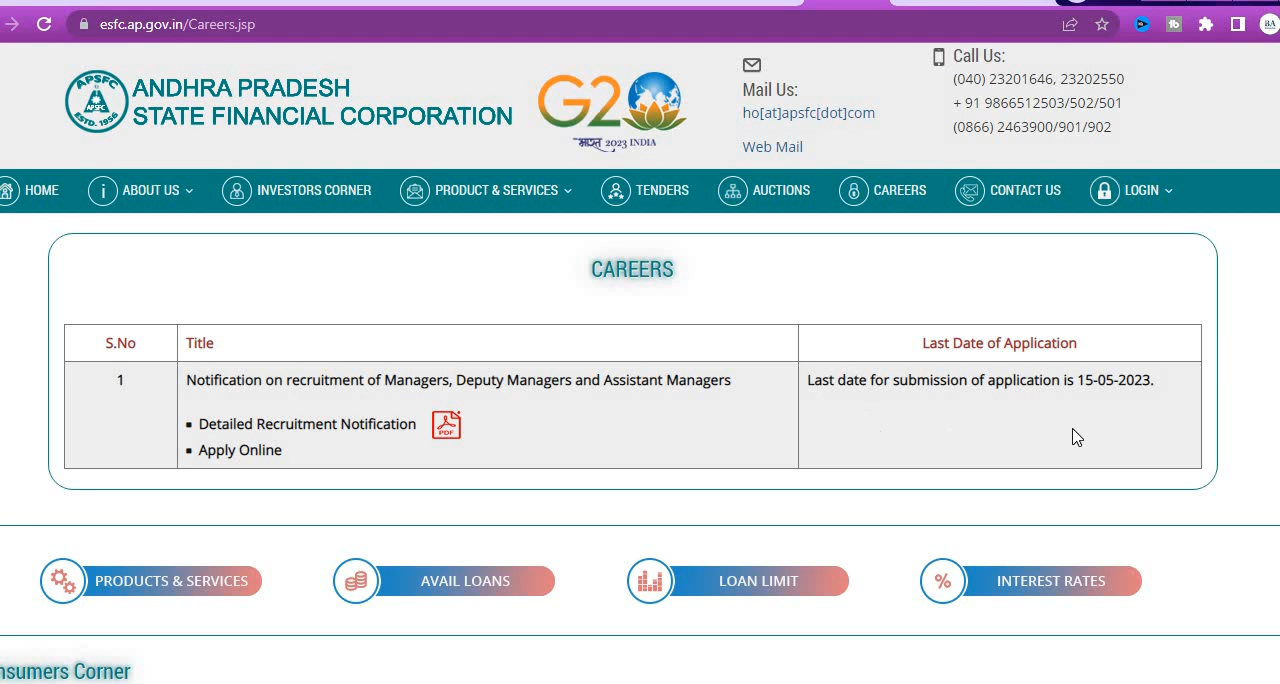 esfc.ap.gov.in/Careers.jsp
BA
APSFC
APSFC
ESTD. 1956
ANDHRA PRADESH
STATE FINANCIAL CORPORATION
G20
भारत 2023 INDIA
Mail Us:
ho[at]apsfc[dot]com
Web Mail
Call Us:
(040) 23201646, 23202550
+ 91 9866512503/502/501
(0866) 2463900/901/902
HOME
ABOUT US
INVESTORS CORNER
PRODUCT & SERVICES
TENDERS
AUCTIONS
CAREERS
CONTACT US
LOGIN
CAREERS
S.No Title Last Date of Application
1 Notification on recruitment of Managers, Deputy Managers and Assistant Managers Last date for submission of application is 15-05-2023.
▪ Detailed Recruitment Notification PDF
▪ Apply Online
PRODUCTS & SERVICES
AVAIL LOANS
LOAN LIMIT
% INTEREST RATES
nsumers Corner